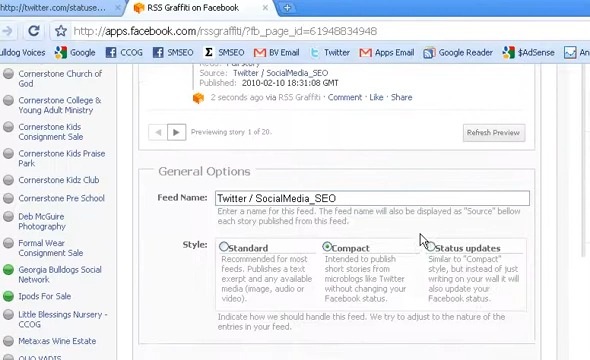 http://twitter.com/statuse...
RSS Graffiti on Facebook
http://apps.facebook.com/rssgraffiti/?fb_page_id=61948834948
Bulldog Voices
Google
CCOG
SMSEO
SMSEO
BV Email
Twitter
Apps Email
Google Reader
$AdSense
Cornerstone Church of
God
Cornerstone College &
Young Adult Ministry
Cornerstone Kids
Consignment Sale
Cornerstone Kids Praise
Park
Cornerstone Kidz Club
Cornerstone Pre School
Deb McGuire
Photography
Formal Wear
Consignment Sale
Georgia Bulldogs Social
Network
Ipods For Sale
Little Blessings Nursery -
CCOG
Metaxas Wine Estate
QUO VADIS
Source: Twitter / SocialMedia_SEO
Published: 2010-02-10 18:31:08 GMT
2 seconds ago via RSS Graffiti · Comment · Like · Share
Previewing story 1 of 20.
Refresh Preview
General Options
Feed Name:
Twitter / SocialMedia_SEO
Enter a name for this feed. The feed name will also be displayed as "Source" bellow
each story published from this feed.
Style:
Standard
Recommended for most
feeds. Publishes a text
exerpt and any available
media (image, audio or
video).
Compact
Intended to publish
short stories from
microblogs like Twitter
without changing your
Facebook status.
Status updates
Similar to "Compact"
style, but instead of just
writing on your wall it will
also update your
Facebook status.
Indicate how we should handle this feed. We try to adjust to the nature of the
entries in your feed.